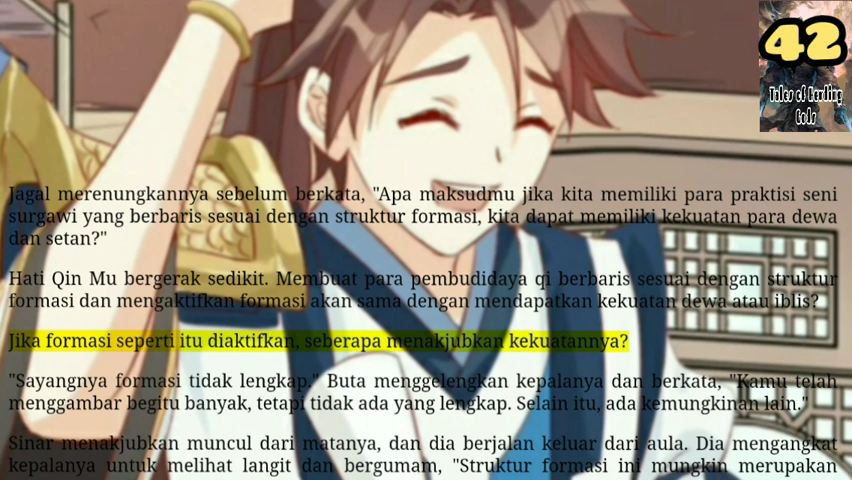 42
Tales of Herding
Gods
Jagal merenungkannya sebelum berkata, "Apa maksudmu jika kita memiliki para praktisi seni
surgawi yang berbaris sesuai dengan struktur formasi, kita dapat memiliki kekuatan para dewa
dan setan?"
Hati Qin Mu bergerak sedikit. Membuat para pembudidaya qi berbaris sesuai dengan struktur
formasi dan mengaktifkan formasi akan sama dengan mendapatkan kekuatan dewa atau iblis?
Jika formasi seperti itu diaktifkan, seberapa menakjubkan kekuatannya?
"Sayangnya formasi tidak lengkap." Buta menggelengkan kepalanya dan berkata, "Kamu telah
menggambar begitu banyak, tetapi tidak ada yang lengkap. Selain itu, ada kemungkinan lain."
Sinar menakjubkan muncul dari matanya, dan dia berjalan keluar dari aula. Dia mengangkat
kepalanya untuk melihat langit dan bergumam, "Struktur formasi ini mungkin merupakan